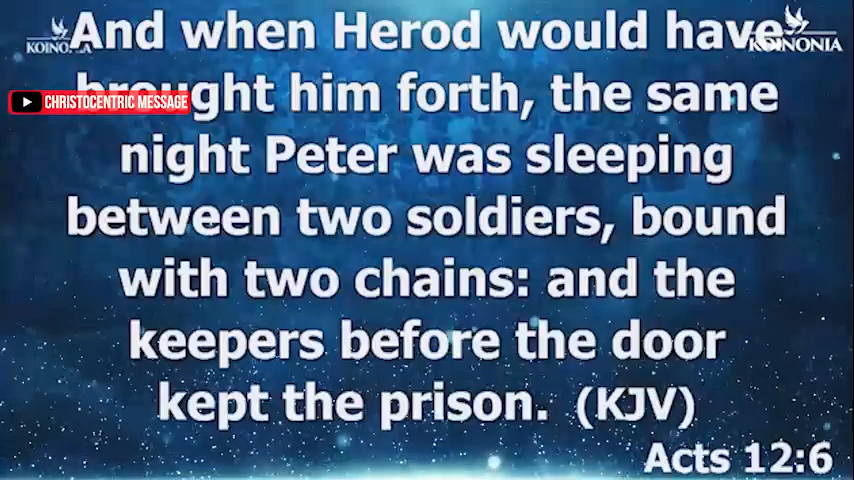 KOINONIA
KOINONIA
And when Herod would have
brought him forth, the same
CHRISTOCENTRIC MESSAGE
night Peter was sleeping
between two soldiers, bound
with two chains: and the
keepers before the door
kept the prison. (KJV)
Acts 12:6